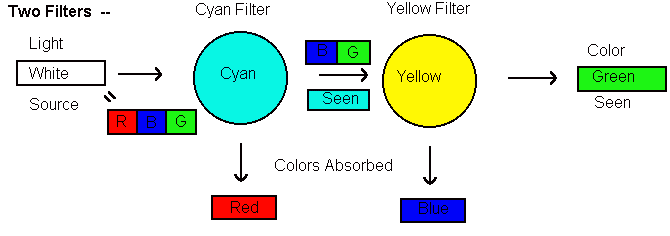 Two Filters --
Cyan Filter
Yellow Filter
Light
White
Source
R B G
Cyan
B G
Seen
Yellow
Color
Green
Seen
Colors Absorbed
Red
Blue